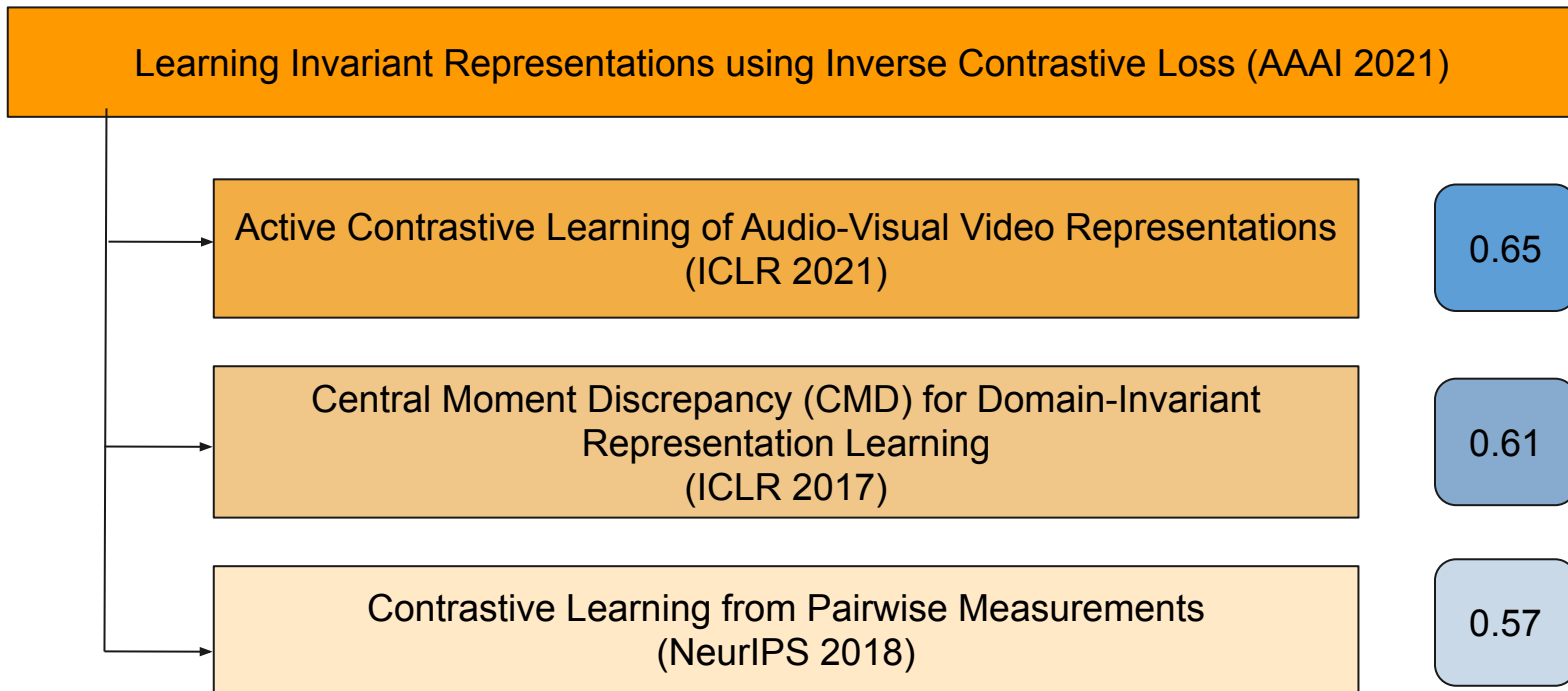 Learning Invariant Representations using Inverse Contrastive Loss (AAAI 2021)
Active Contrastive Learning of Audio-Visual Video Representations
(ICLR 2021)
0.65
Central Moment Discrepancy (CMD) for Domain-Invariant
Representation Learning
(ICLR 2017)
0.61
Contrastive Learning from Pairwise Measurements
(NeurIPS 2018)
0.57